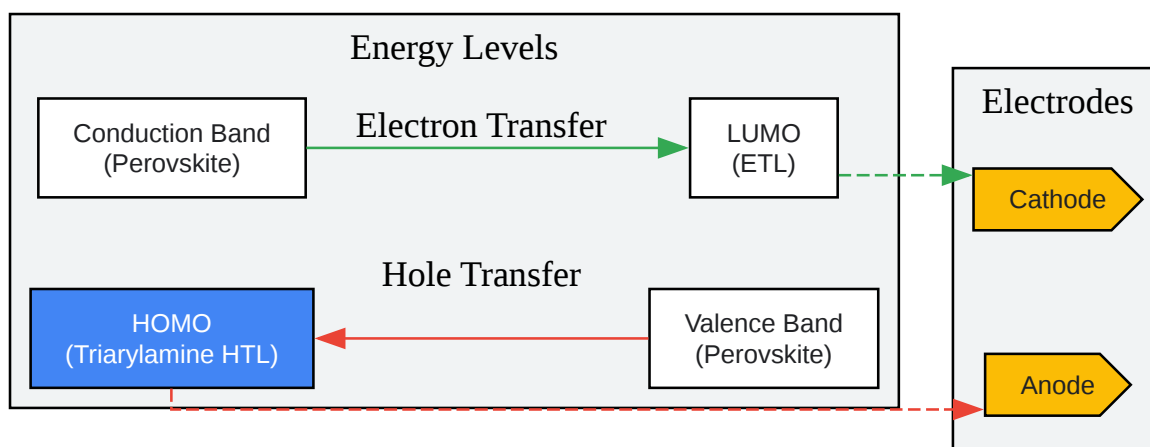 Energy Levels
Electrodes
Conduction Band
(Perovskite)
Electron Transfer
LUMO
(ETL)
Cathode
Hole Transfer
HOMO
(Triarylamine HTL)
Valence Band
(Perovskite)
Anode